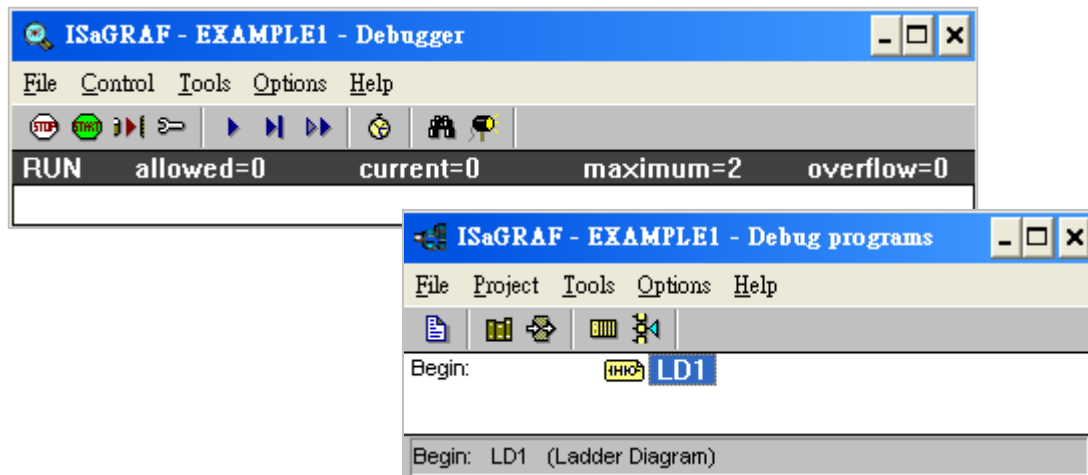 ISaGRAF - EXAMPLE1 - Debugger
File Control Tools Options Help
STOP START
RUN allowed=0 current=0 maximum=2 overflow=0
ISaGRAF - EXAMPLE1 - Debug programs
File Project Tools Options Help
Begin: LD1
Begin: LD1 (Ladder Diagram)